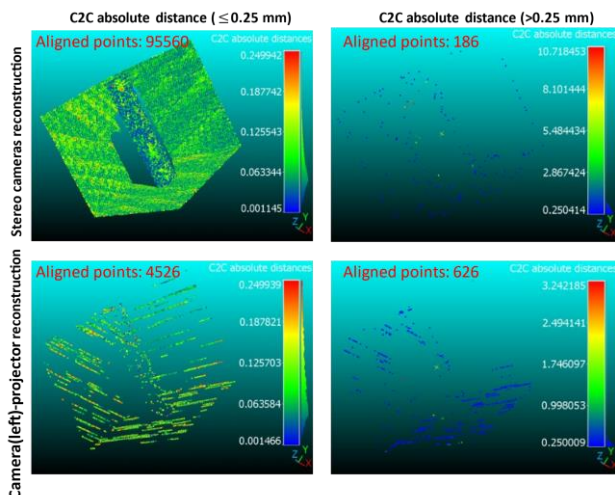 C2C absolute distance (≤0.25 mm)
C2C absolute distance (>0.25 mm)
Stereo cameras reconstruction
Aligned points: 95560
C2C absolute distances
0.249942
0.187742
0.125543
0.063344
0.001145
Z Y X
Aligned points: 186
C2C absolute distances
10.718453
8.101444
5.484434
2.867424
0.250414
Z Y X
Camera(left)-projector reconstruction
Aligned points: 4526
C2C absolute distances
0.249939
0.187821
0.125703
0.063584
0.001466
Z Y X
Aligned points: 626
C2C absolute distances
3.242185
2.494141
1.746097
0.998053
0.250009
Z Y X